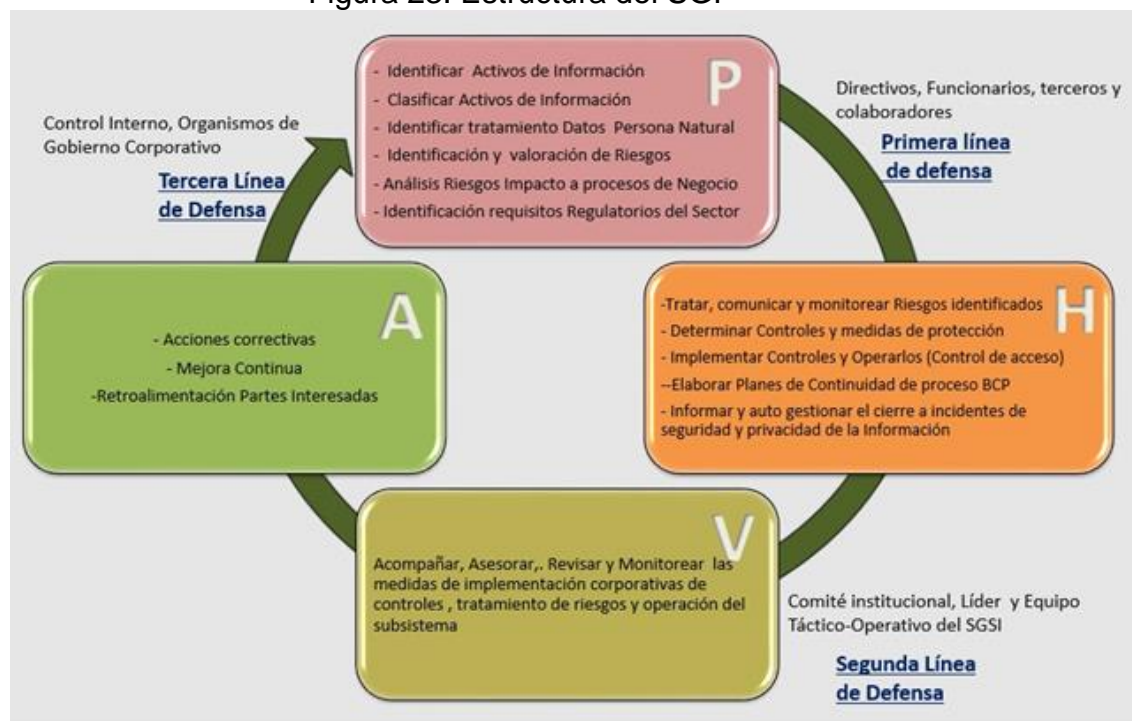 P
- Identificar Activos de Información
- Clasificar Activos de Información
- Identificar tratamiento Datos Persona Natural
- Identificación y valoración de Riesgos
- Análisis Riesgos Impacto a procesos de Negocio
- Identificación requisitos Regulatorios del Sector
Directivos, Funcionarios, terceros y
colaboradores
Primera línea
de defensa
H
-Tratar, comunicar y monitorear Riesgos identificados
- Determinar Controles y medidas de protección
- Implementar Controles y Operarlos (Control de acceso)
--Elaborar Planes de Continuidad de proceso BCP
- Informar y auto gestionar el cierre a incidentes de
seguridad y privacidad de la Información
Comité institucional, Líder y Equipo
Táctico-Operativo del SGSI
Segunda Línea
de Defensa
V
Acompañar, Asesorar,. Revisar y Monitorear las
medidas de implementación corporativas de
controles , tratamiento de riesgos y operación del
subsistema
A
- Acciones correctivas
- Mejora Continua
-Retroalimentación Partes Interesadas
Control Interno, Organismos de
Gobierno Corporativo
Tercera Línea
de Defensa